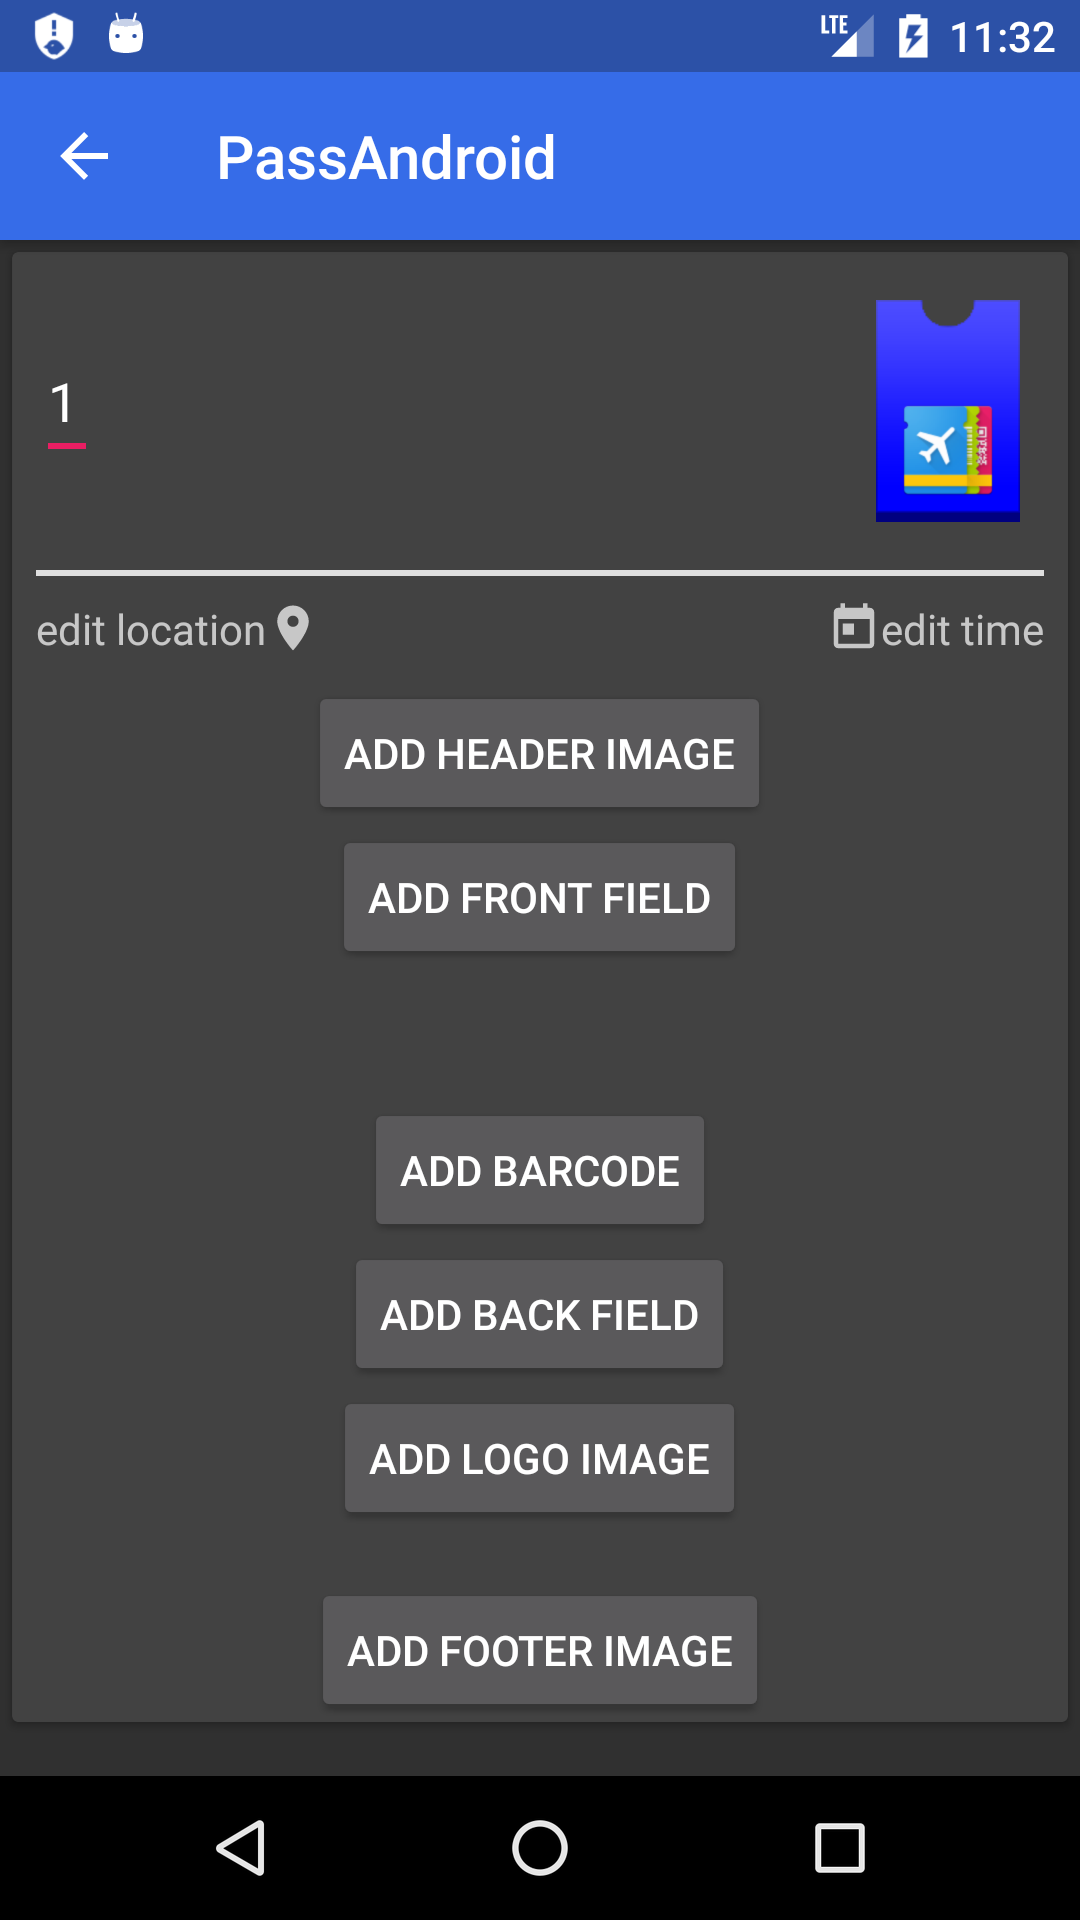 LTE 11:32
PassAndroid
1
edit location edit time
ADD HEADER IMAGE
ADD FRONT FIELD
ADD BARCODE
ADD BACK FIELD
ADD LOGO IMAGE
ADD FOOTER IMAGE